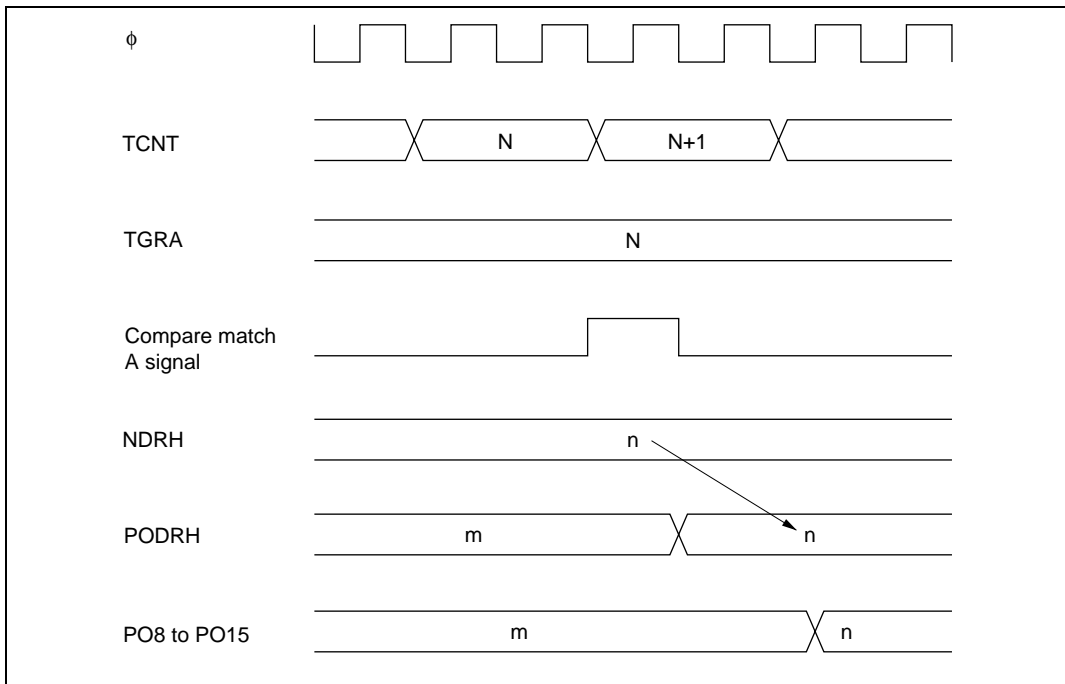 ϕ
TCNT N N+1
TGRA N
Compare match
A signal
NDRH n
PODRH m n
PO8 to PO15 m n